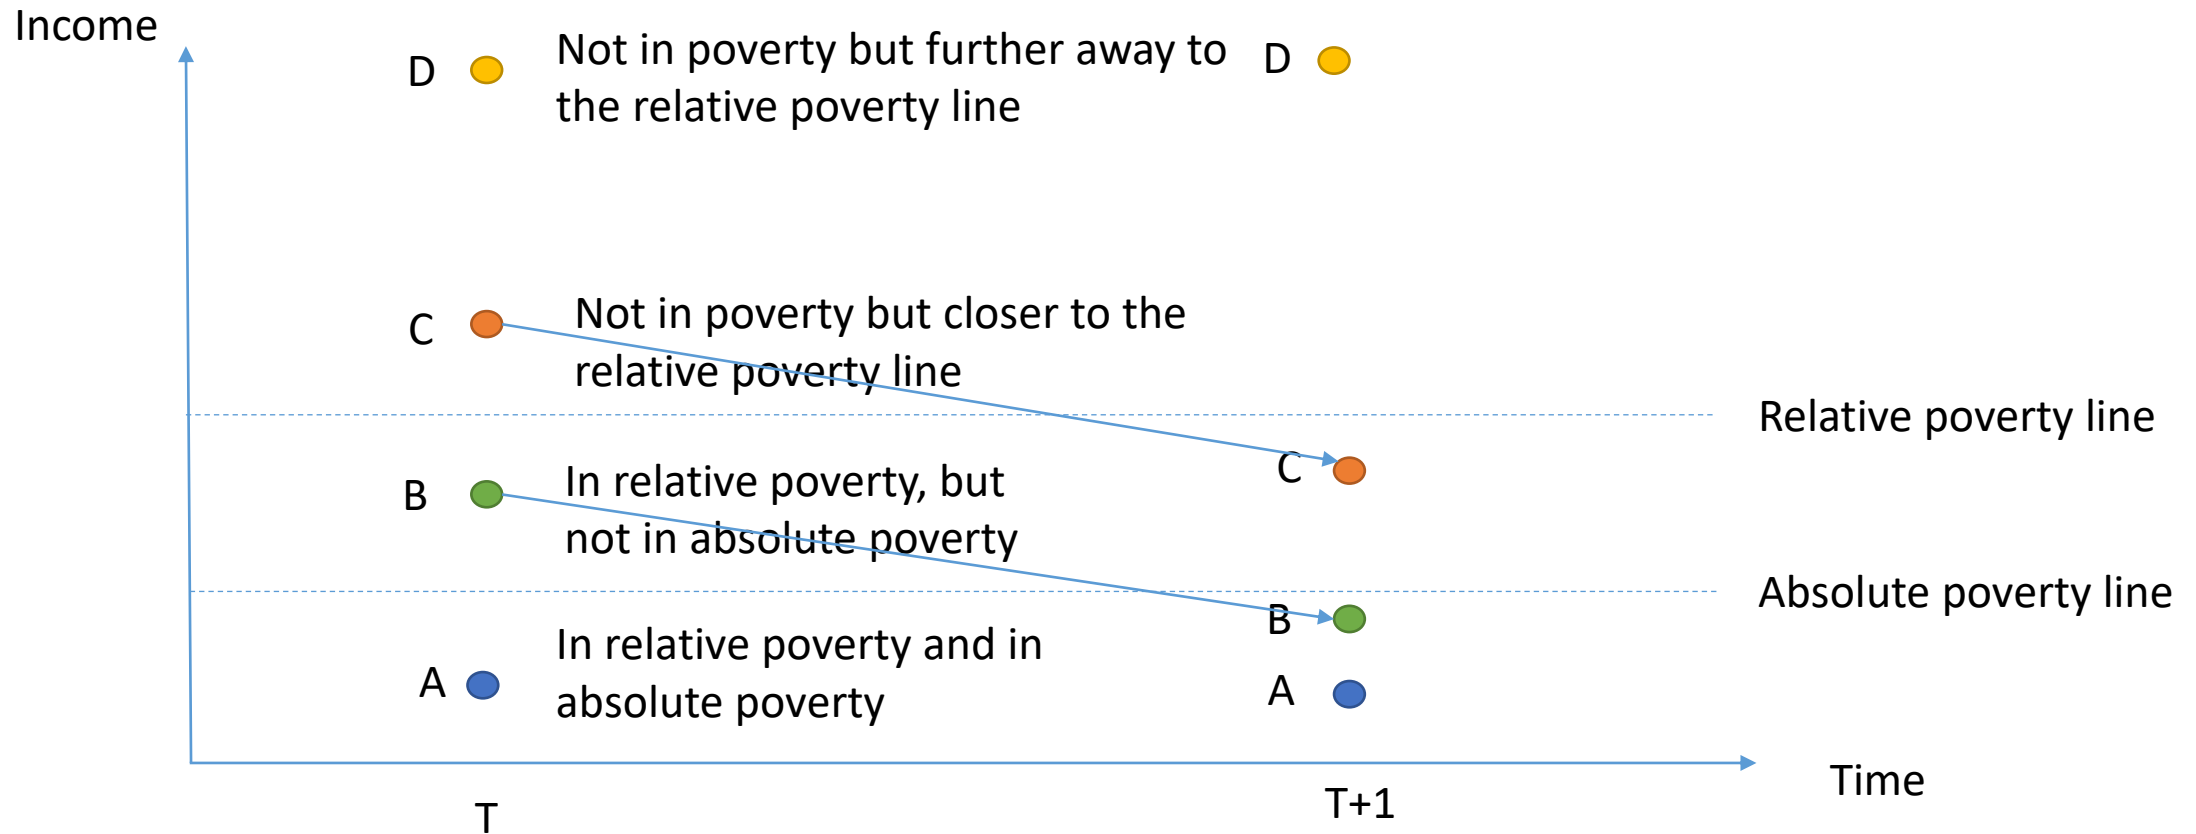 Income
D
Not in poverty but further away to
the relative poverty line
D
C
Not in poverty but closer to the
relative poverty line
Relative poverty line
C
B
In relative poverty, but
not in absolute poverty
Absolute poverty line
B
A
In relative poverty and in
absolute poverty
A
Time
T
T+1